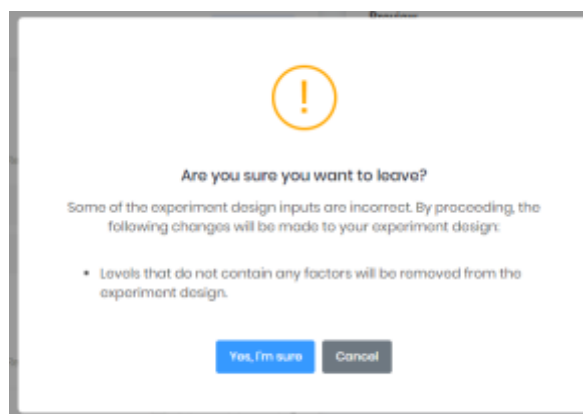 Preview
!
Are you sure you want to leave?
Some of the experiment design inputs are incorrect. By proceeding, the
following changes will be made to your experiment design:
• Levels that do not contain any factors will be removed from the
experiment design.
Yes, I'm sure
Cancel